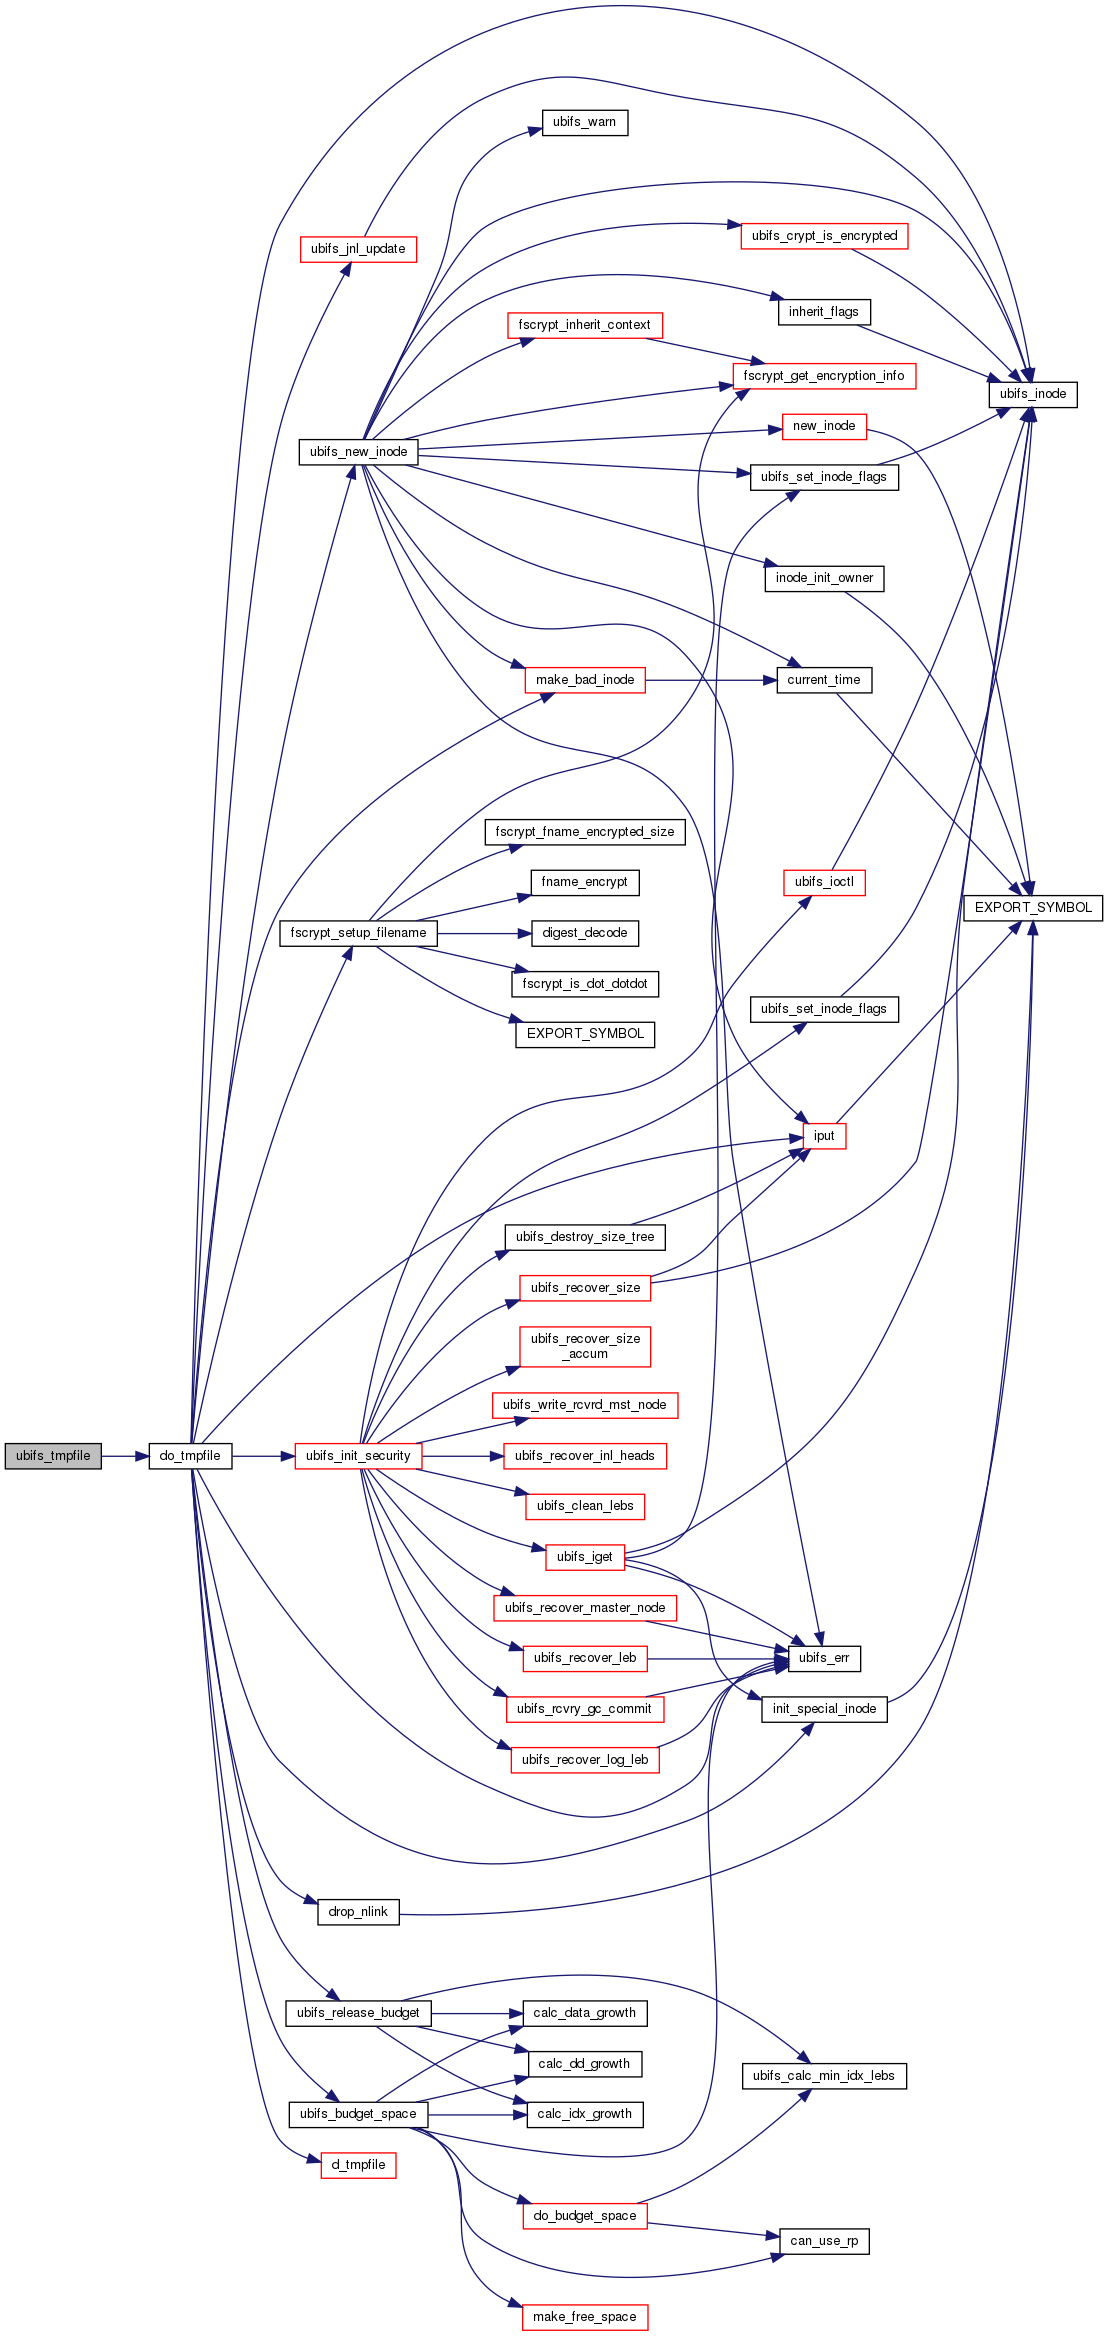 ubifs_warn
ubifs_jnl_update
ubifs_crypt_is_encrypted
inherit_flags
fscrypt_inherit_context
fscrypt_get_encryption_info
ubifs_inode
new_inode
ubifs_new_inode
ubifs_set_inode_flags
inode_init_owner
make_bad_inode
current_time
fscrypt_fname_encrypted_size
fname_encrypt
ubifs_ioctl
EXPORT_SYMBOL
fscrypt_setup_filename
digest_decode
fscrypt_is_dot_dotdot
ubifs_set_inode_flags
EXPORT_SYMBOL
iput
ubifs_destroy_size_tree
ubifs_recover_size
ubifs_recover_size
_accum
ubifs_write_rcvrd_mst_node
ubifs_tmpfile
do_tmpfile
ubifs_init_security
ubifs_recover_inl_heads
ubifs_clean_lebs
ubifs_iget
ubifs_recover_master_node
ubifs_recover_leb
ubifs_err
ubifs_rcvry_gc_commit
init_special_inode
ubifs_recover_log_leb
drop_nlink
ubifs_release_budget
calc_data_growth
calc_dd_growth
ubifs_calc_min_idx_lebs
ubifs_budget_space
calc_idx_growth
d_tmpfile
do_budget_space
can_use_rp
make_free_space